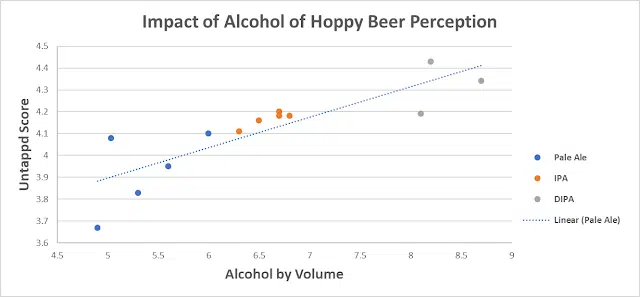 Impact of Alcohol of Hoppy Beer Perception
Untappd Score
4.5
4.4
4.3
4.2
4.1
4
3.9
3.8
3.7
3.6
4.5 5 5.5 6 6.5 7 7.5 8 8.5 9
Alcohol by Volume
Pale Ale
IPA
DIPA
Linear (Pale Ale)